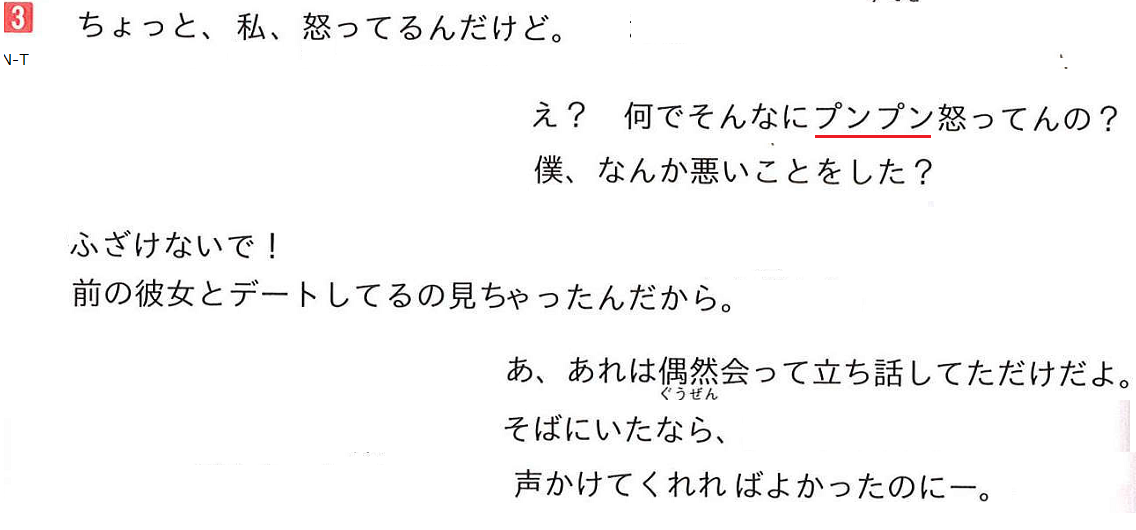 3
N-T
ちょっと、私、怒ってるんだけど。
え？　何でそんなにプンプン怒ってんの？
僕、なんか悪いことをした？
ふざけないで！
前の彼女とデートしてるの見ちゃったんだから。
あ、あれは偶然会って立ち話してただけだよ。
ぐうぜん
そばにいたなら、
声かけてくれればよかったのにー。